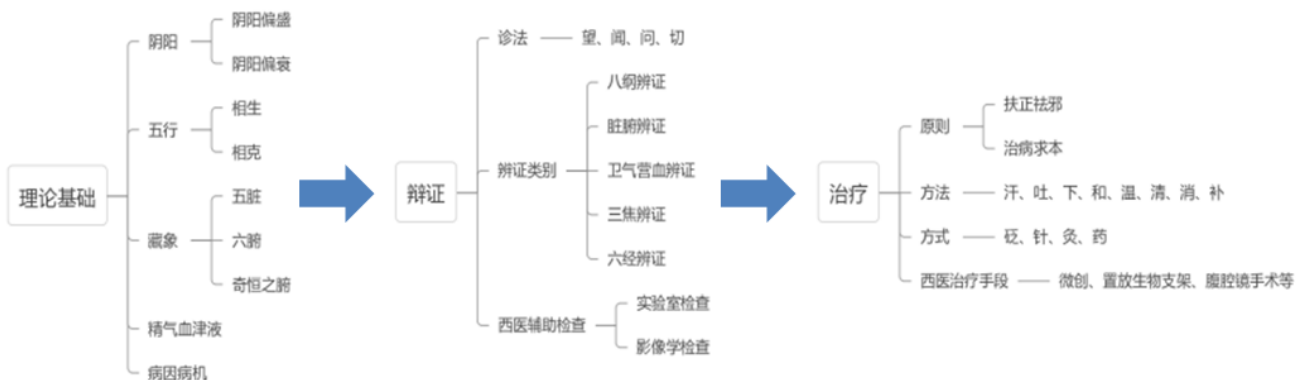 理论基础
阴阳
阴阳偏盛
阴阳偏衰
五行
相生
相克
藏象
五脏
六腑
奇恒之腑
精气血津液
病因病机
辩证
诊法
望、闻、问、切
辨证类别
八纲辨证
脏腑辨证
卫气营血辨证
三焦辨证
六经辨证
西医辅助检查
实验室检查
影像学检查
治疗
原则
扶正祛邪
治病求本
方法
汗、吐、下、和、温、清、消、补
方式
砭、针、灸、药
西医治疗手段
微创、置放生物支架、腹腔镜手术等